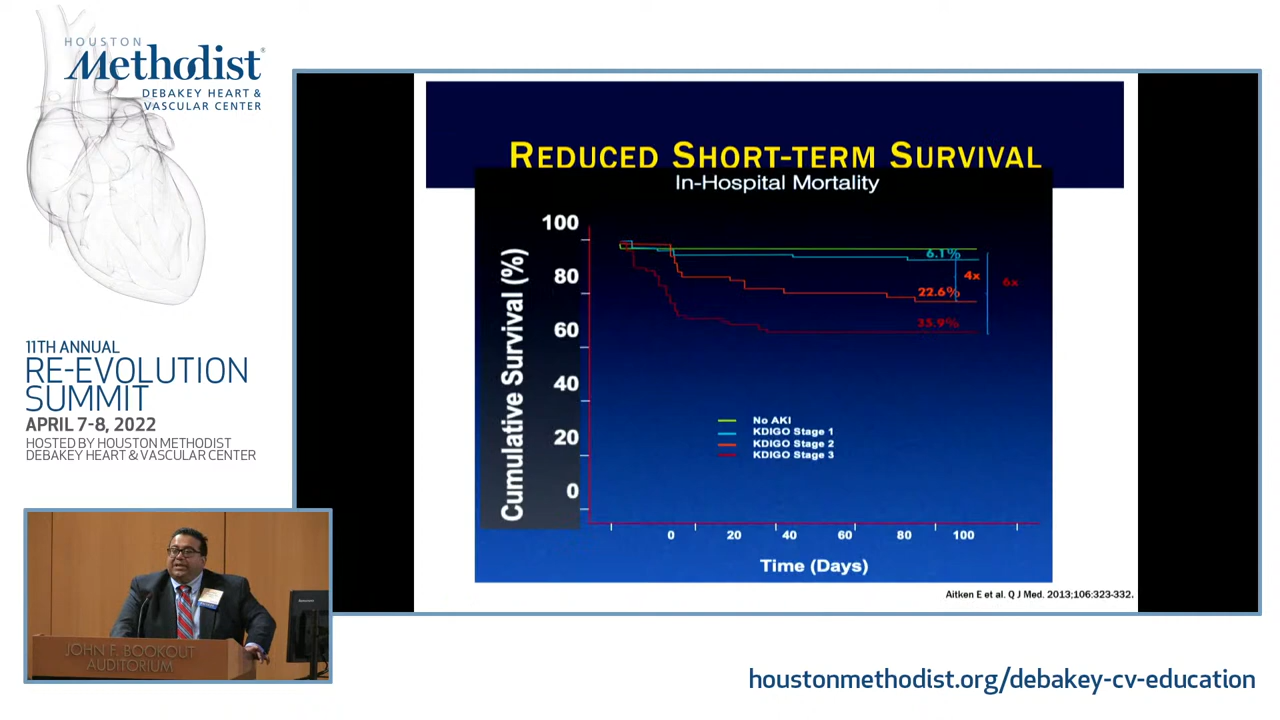 HOUSTON
Methodist®
DEBAKEY HEART &
VASCULAR CENTER
11TH ANNUAL
RE-EVOLUTION
SUMMIT
APRIL 7-8, 2022
HOSTED BY HOUSTON METHODIST
DEBAKEY HEART & VASCULAR CENTER
JOHN F. BOOKOUT
AUDITORIUM
REDUCED SHORT-TERM SURVIVAL
In-Hospital Mortality
Cumulative Survival (%)
100
80
60
40
20
0
6.1%
4x
6x
22.6%
35.9%
No AKI
KDIGO Stage 1
KDIGO Stage 2
KDIGO Stage 3
0 20 40 60 80 100
Time (Days)
Aitken E et al. Q J Med. 2013;106:323-332.
houstonmethodist.org/debakey-cv-education